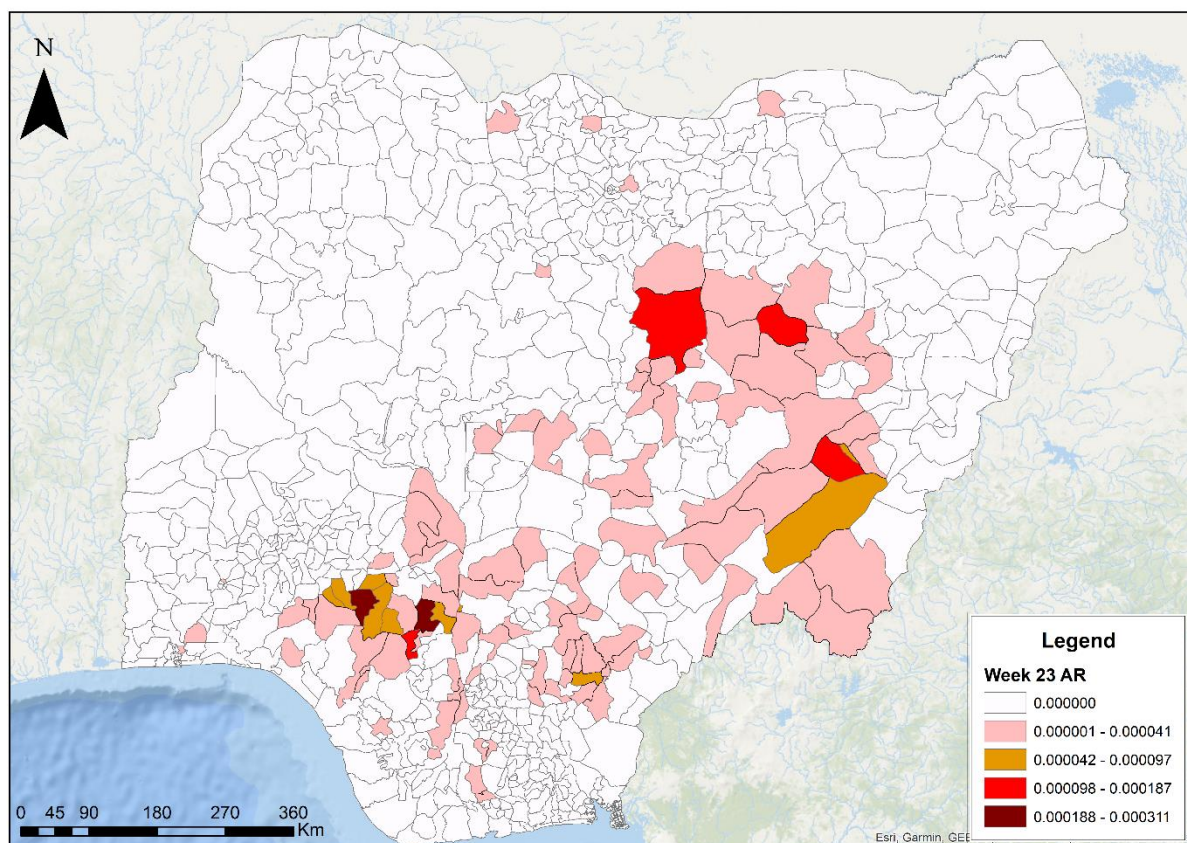 N
Legend
Week 23 AR
0.000000
0.000001 - 0.000041
0.000042 - 0.000097
0.000098 - 0.000187
0.000188 - 0.000311
0 45 90 180 270 360
Km
Esri, Garmin, GEB